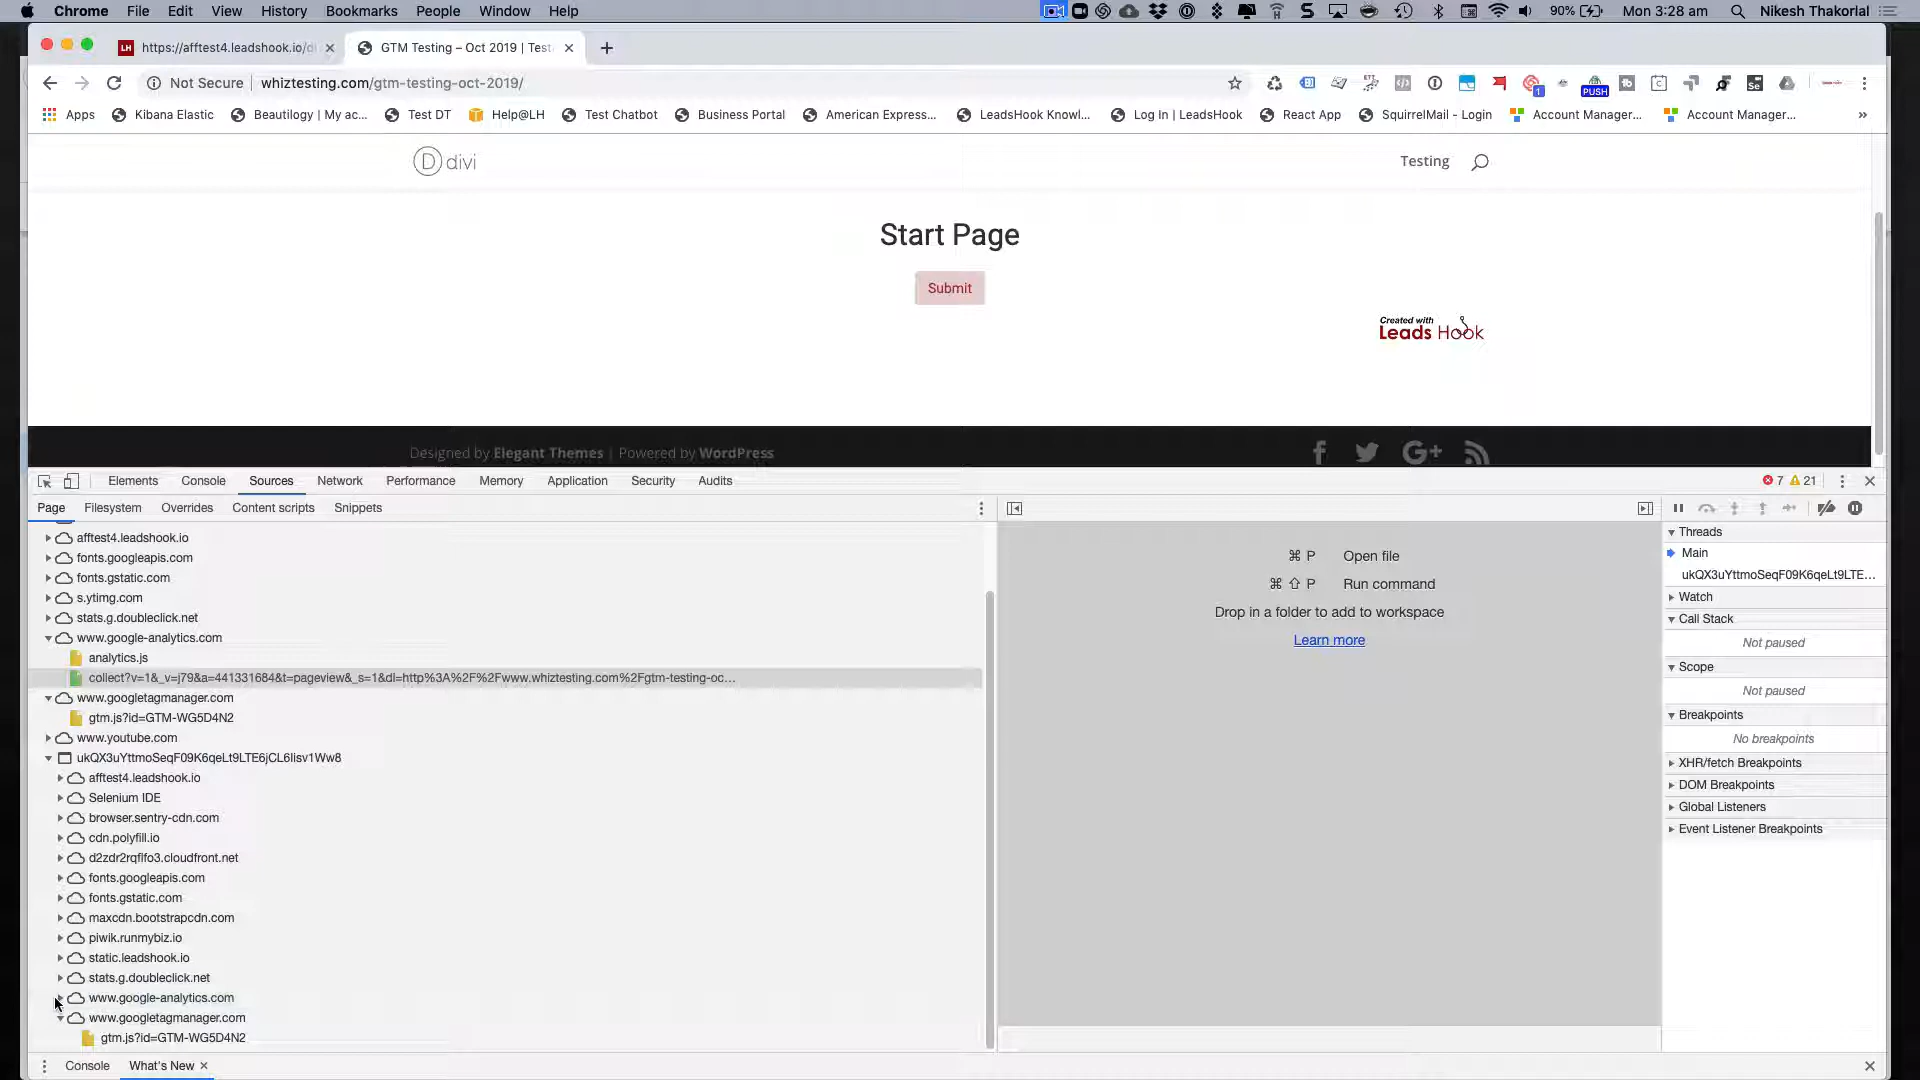 Chrome File Edit View History Bookmarks People Window Help 90% Mon 3:28 am Nikesh Thakorlal
LH https://afftest4.leadshook.io/di GTM Testing – Oct 2019 | Test
Not Secure whiztesting.com/gtm-testing-oct-2019/ 1 PUSH Se
Apps Kibana Elastic Beautilogy | My ac... Test DT Help@LH Test Chatbot Business Portal American Express... LeadsHook Knowl... Log In | LeadsHook React App SquirrelMail - Login Account Manager... Account Manager... »
D divi Testing
Start Page
Submit
Created with
Leads Hook
Designed by Elegant Themes | Powered by WordPress
Elements Console Sources Network Performance Memory Application Security Audits 7 21
Page Filesystem Overrides Content scripts Snippets
afftest4.leadshook.io
fonts.googleapis.com
fonts.gstatic.com
s.ytimg.com
stats.g.doubleclick.net
www.google-analytics.com
analytics.js
collect?v=1&_v=j79&a=441331684&t=pageview&_s=1&dl=http%3A%2F%2Fwww.whiztesting.com%2Fgtm-testing-oc...
www.googletagmanager.com
gtm.js?id=GTM-WG5D4N2
www.youtube.com
ukQX3uYttmoSeqF09K6qeLt9LTE6jCL6Iisv1Ww8
afftest4.leadshook.io
Selenium IDE
browser.sentry-cdn.com
cdn.polyfill.io
d2zdr2rqflfo3.cloudfront.net
fonts.googleapis.com
fonts.gstatic.com
maxcdn.bootstrapcdn.com
piwik.runmybiz.io
static.leadshook.io
stats.g.doubleclick.net
www.google-analytics.com
www.googletagmanager.com
gtm.js?id=GTM-WG5D4N2
⌘ P Open file
⌘ ⇧ P Run command
Drop in a folder to add to workspace
Learn more
Threads
Main
ukQX3uYttmoSeqF09K6qeLt9LTE...
Watch
Call Stack
Not paused
Scope
Not paused
Breakpoints
No breakpoints
XHR/fetch Breakpoints
DOM Breakpoints
Global Listeners
Event Listener Breakpoints
Console What's New